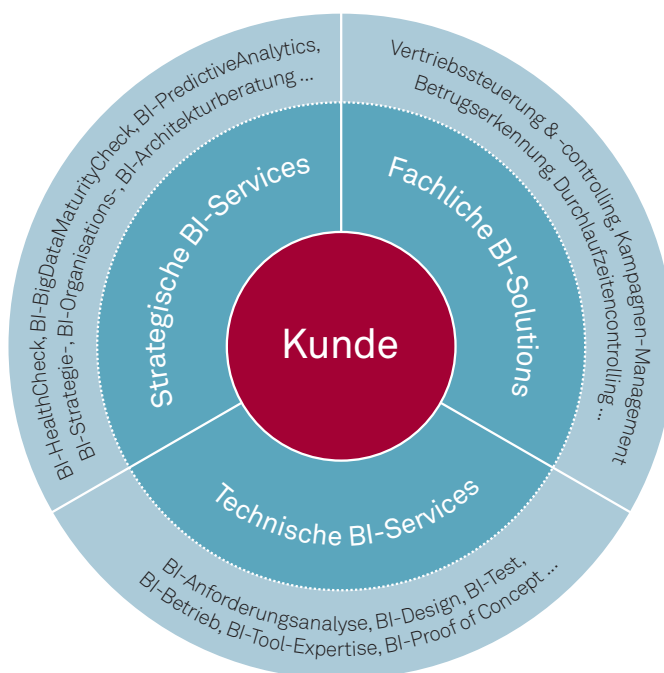 BI-HealthCheck, BI-BigDataMaturityCheck, BI-PredictiveAnalytics,
BI-Strategie-, BI-Organisations-, BI-Architekturberatung ...
Strategische BI-Services
Vertriebssteuerung & -controlling, Kampagnen-Management
Betrugserkennung, Durchlaufzeitencontrolling ...
Fachliche BI-Solutions
Kunde
Technische BI-Services
BI-Anforderungsanalyse, BI-Design, BI-Test,
BI-Betrieb, BI-Tool-Expertise, BI-Proof of Concept ...